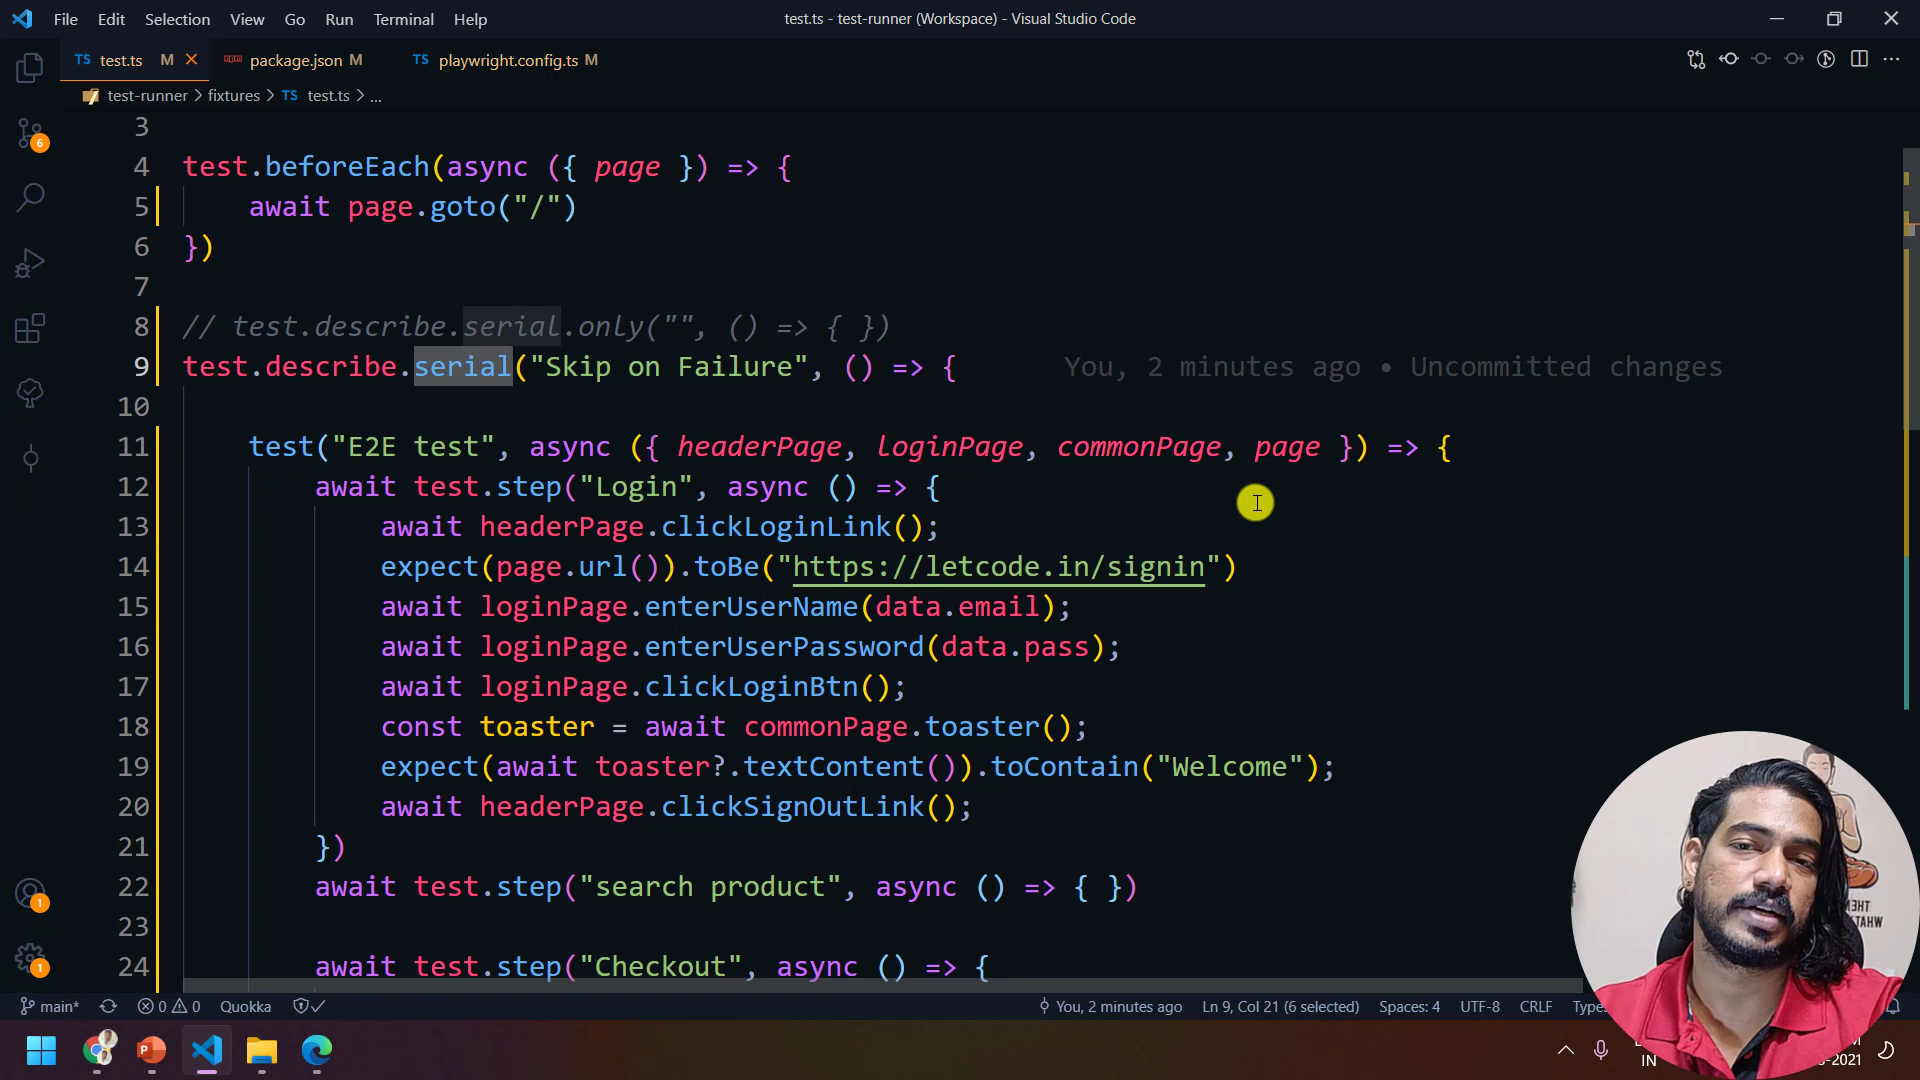 File Edit Selection View Go Run Terminal Help test.ts - test-runner (Workspace) - Visual Studio Code
TS test.ts M package.json M TS playwright.config.ts M
test-runner > fixtures > TS test.ts > ...
3
4 test.beforeEach(async ({ page }) => {
5 await page.goto("/")
6 })
7
8 // test.describe.serial.only("", () => { })
9 test.describe.serial("Skip on Failure", () => { You, 2 minutes ago • Uncommitted changes
10
11 test("E2E test", async ({ headerPage, loginPage, commonPage, page }) => {
12 await test.step("Login", async () => {
13 await headerPage.clickLoginLink();
14 expect(page.url()).toBe("https://letcode.in/signin")
15 await loginPage.enterUserName(data.email);
16 await loginPage.enterUserPassword(data.pass);
17 await loginPage.clickLoginBtn();
18 const toaster = await commonPage.toaster();
19 expect(await toaster?.textContent()).toContain("Welcome");
20 await headerPage.clickSignOutLink();
21 })
22 await test.step("search product", async () => { })
23
24 await test.step("Checkout", async () => {
6
1
1
main* 0 0 Quokka You, 2 minutes ago Ln 9, Col 21 (6 selected) Spaces: 4 UTF-8 CRLF
IN